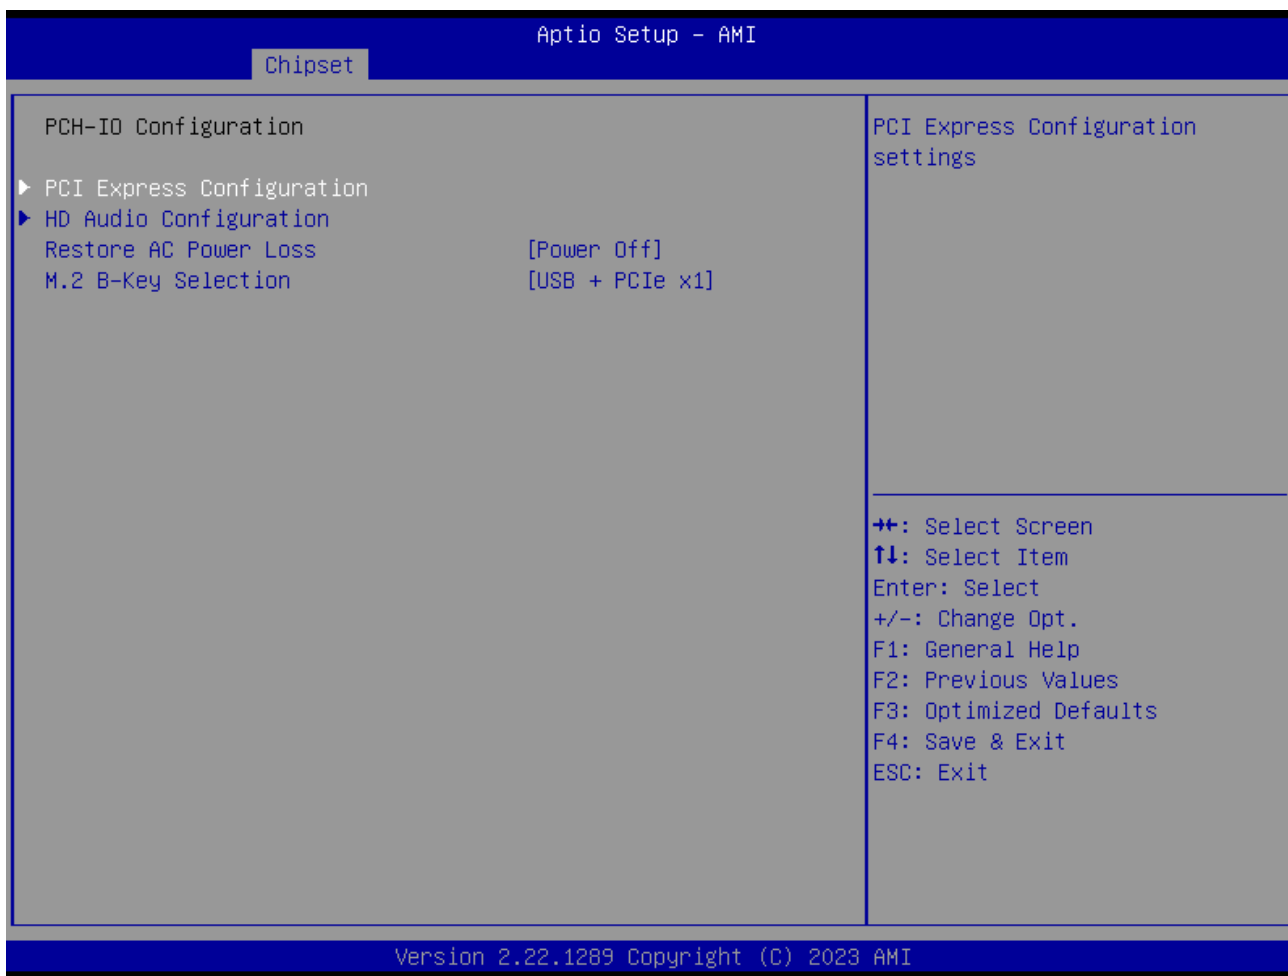 Aptio Setup – AMI
Chipset
PCH-IO Configuration
PCI Express Configuration
HD Audio Configuration
Restore AC Power Loss [Power Off]
M.2 B-Key Selection [USB + PCIe x1]
PCI Express Configuration
settings
→←: Select Screen
↑↓: Select Item
Enter: Select
+/-: Change Opt.
F1: General Help
F2: Previous Values
F3: Optimized Defaults
F4: Save & Exit
ESC: Exit
Version 2.22.1289 Copyright (C) 2023 AMI